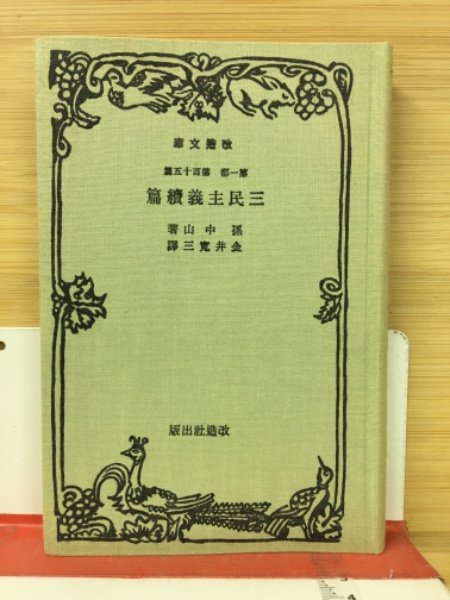 改造文庫
第一部 第百十五篇
三民主義續篇
孫中山著
金井寛三譯
改造社出版
4